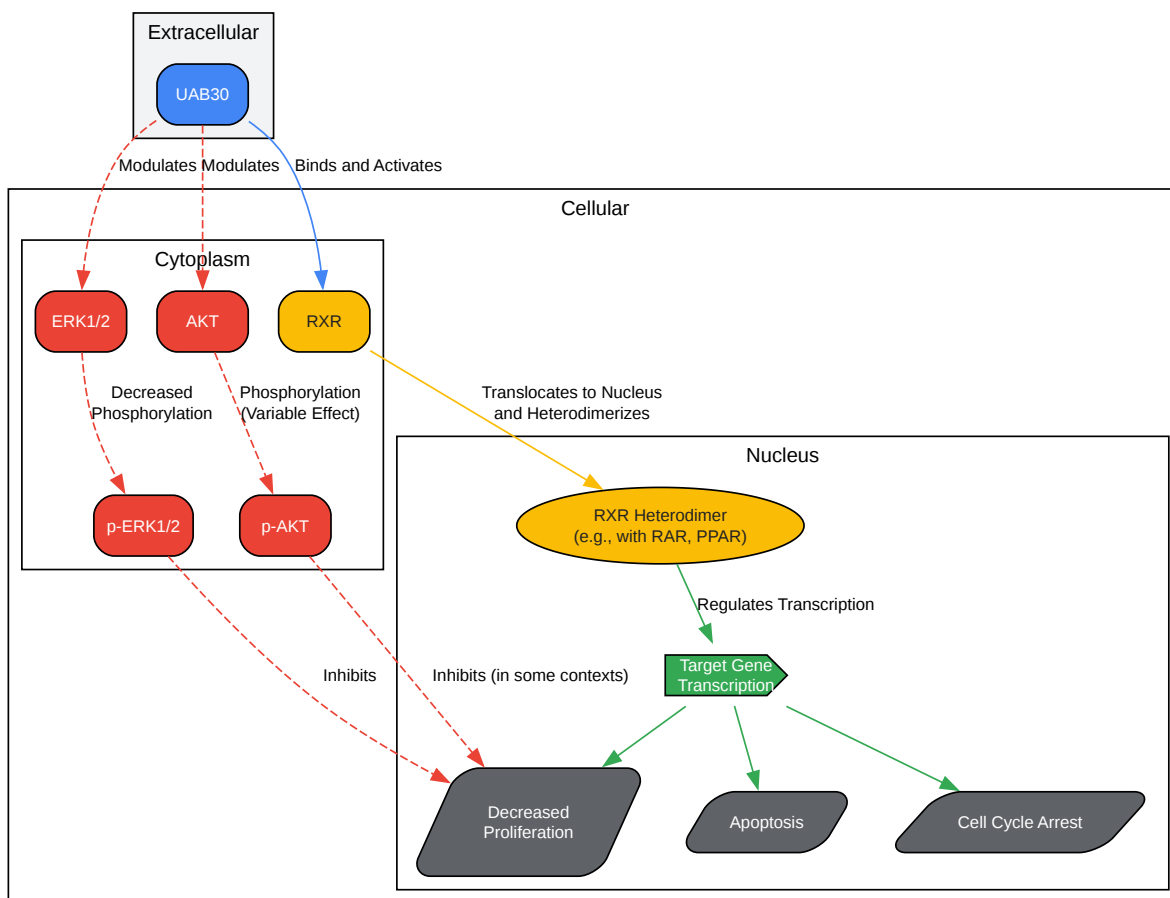 Extracellular
UAB30
Modulates
Modulates
Binds and Activates
Cellular
Cytoplasm
ERK1/2
AKT
RXR
Decreased
Phosphorylation
Phosphorylation
(Variable Effect)
Translocates to Nucleus
and Heterodimerizes
Nucleus
p-ERK1/2
p-AKT
RXR Heterodimer
(e.g., with RAR, PPAR)
Regulates Transcription
Target Gene
Transcription
Inhibits
Inhibits (in some contexts)
Decreased
Proliferation
Apoptosis
Cell Cycle Arrest